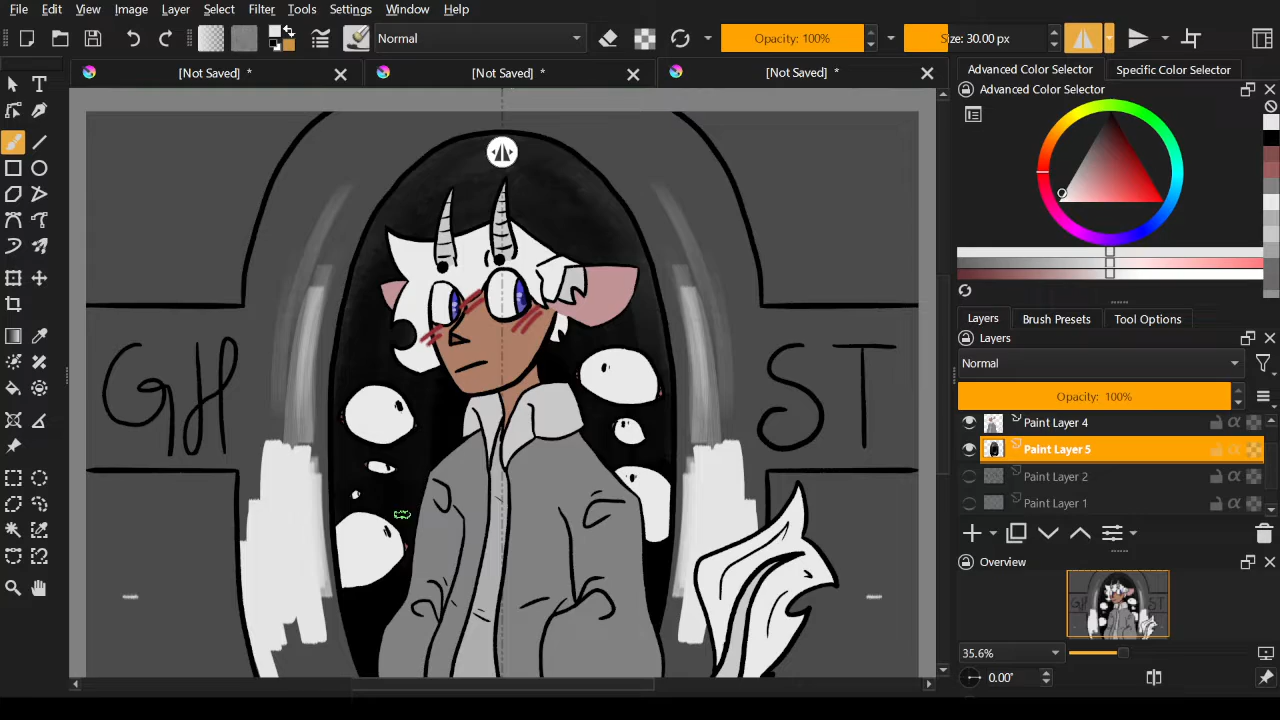 File Edit View Image Layer Select Filter Tools Settings Window Help
Normal Opacity: 100% Size: 30.00 px
[Not Saved] * [Not Saved] * [Not Saved] *
Advanced Color Selector Specific Color Selector
Advanced Color Selector
GH ST
Layers Brush Presets Tool Options
Layers
Normal
Opacity: 100%
Paint Layer 4
Paint Layer 5
Paint Layer 2
Paint Layer 1
Overview
35.6%
0.00°